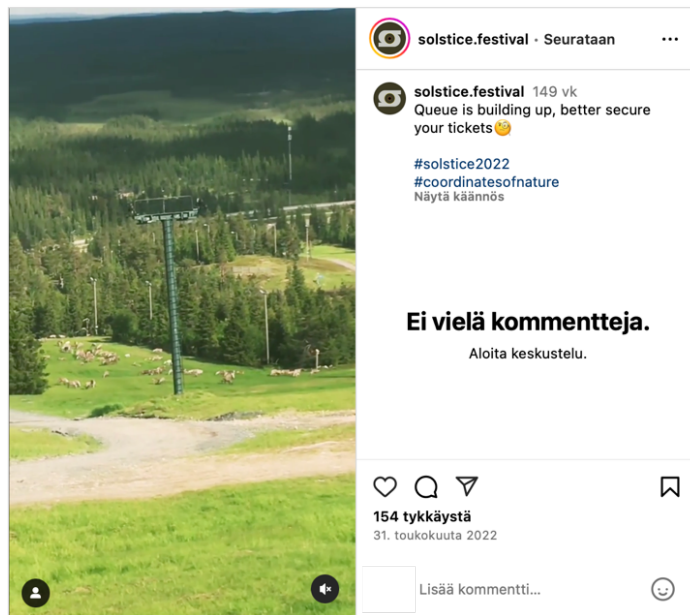 solstice.festival • Seurataan
solstice.festival 149 vk
Queue is building up, better secure
your tickets🧐
#solstice2022
#coordinatesofnature
Näytä käännös
Ei vielä kommentteja.
Aloita keskustelu.
154 tykkäystä
31. toukokuuta 2022
Lisää kommentti...